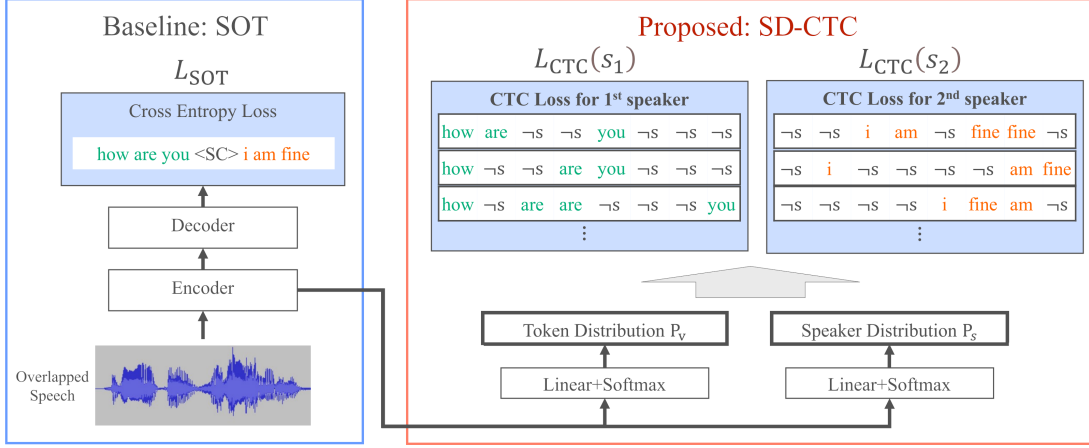 Baseline: SOT
L_SOT
Cross Entropy Loss
how are you <SC> i am fine
Decoder
Encoder
Overlapped
Speech
Proposed: SD-CTC
L_CTC(s_1)
CTC Loss for 1st speaker
how are ¬s ¬s you ¬s ¬s ¬s
how ¬s ¬s are you ¬s ¬s ¬s
how ¬s are are ¬s ¬s ¬s you
⋮
L_CTC(s_2)
CTC Loss for 2nd speaker
¬s ¬s i am ¬s fine fine ¬s
¬s i ¬s ¬s ¬s ¬s am fine
¬s ¬s ¬s ¬s i fine am ¬s
⋮
Token Distribution P_v
Speaker Distribution P_s
Linear+Softmax
Linear+Softmax